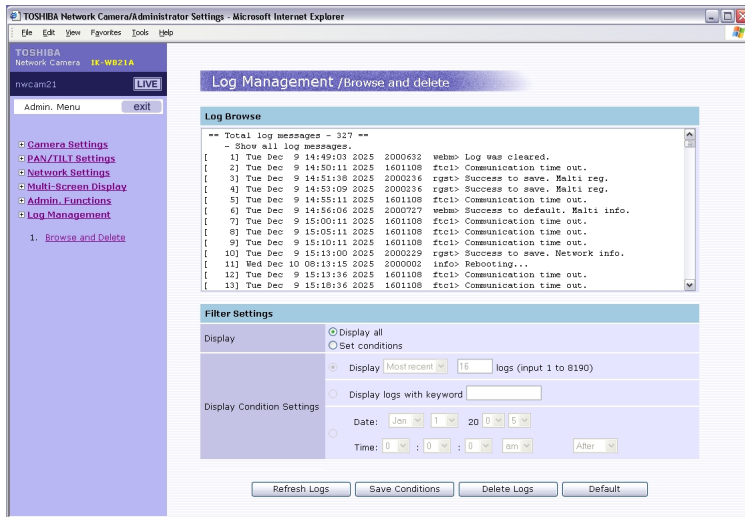 TOSHIBA Network Camera/Administrator Settings - Microsoft Internet Explorer
File Edit View Favorites Tools Help
TOSHIBA
Network Camera IK-WB21A
nwcam21 LIVE
Admin. Menu exit
Camera Settings
PAN/TILT Settings
Network Settings
Multi-Screen Display
Admin. Functions
Log Management
1. Browse and Delete
Log Management /Browse and delete
Log Browse
== Total log messages - 327 ==
- Show all log messages.
[ 1] Tue Dec 9 14:49:03 2025 2000632 webm> Log was cleared.
[ 2] Tue Dec 9 14:50:11 2025 1601108 ftc1> Communication time out.
[ 3] Tue Dec 9 14:51:38 2025 2000236 rgst> Success to save. Malti reg.
[ 4] Tue Dec 9 14:53:09 2025 2000236 rgst> Success to save. Malti reg.
[ 5] Tue Dec 9 14:55:11 2025 1601108 ftc1> Communication time out.
[ 6] Tue Dec 9 14:56:06 2025 2000727 webm> Success to default. Malti info.
[ 7] Tue Dec 9 15:00:11 2025 1601108 ftc1> Communication time out.
[ 8] Tue Dec 9 15:05:11 2025 1601108 ftc1> Communication time out.
[ 9] Tue Dec 9 15:10:11 2025 1601108 ftc1> Communication time out.
[ 10] Tue Dec 9 15:13:00 2025 2000229 rgst> Success to save. Network info.
[ 11] Wed Dec 10 08:13:15 2025 2000002 info> Rebooting...
[ 12] Tue Dec 9 15:13:36 2025 1601108 ftc1> Communication time out.
[ 13] Tue Dec 9 15:18:36 2025 1601108 ftc1> Communication time out.
Filter Settings
Display
Display all
Set conditions
Display Condition Settings
Display Most recent 16 logs (input 1 to 8190)
Display logs with keyword
Date: Jan 1 20 0 5
Time: 0 : 0 : 0 am After
Refresh Logs Save Conditions Delete Logs Default